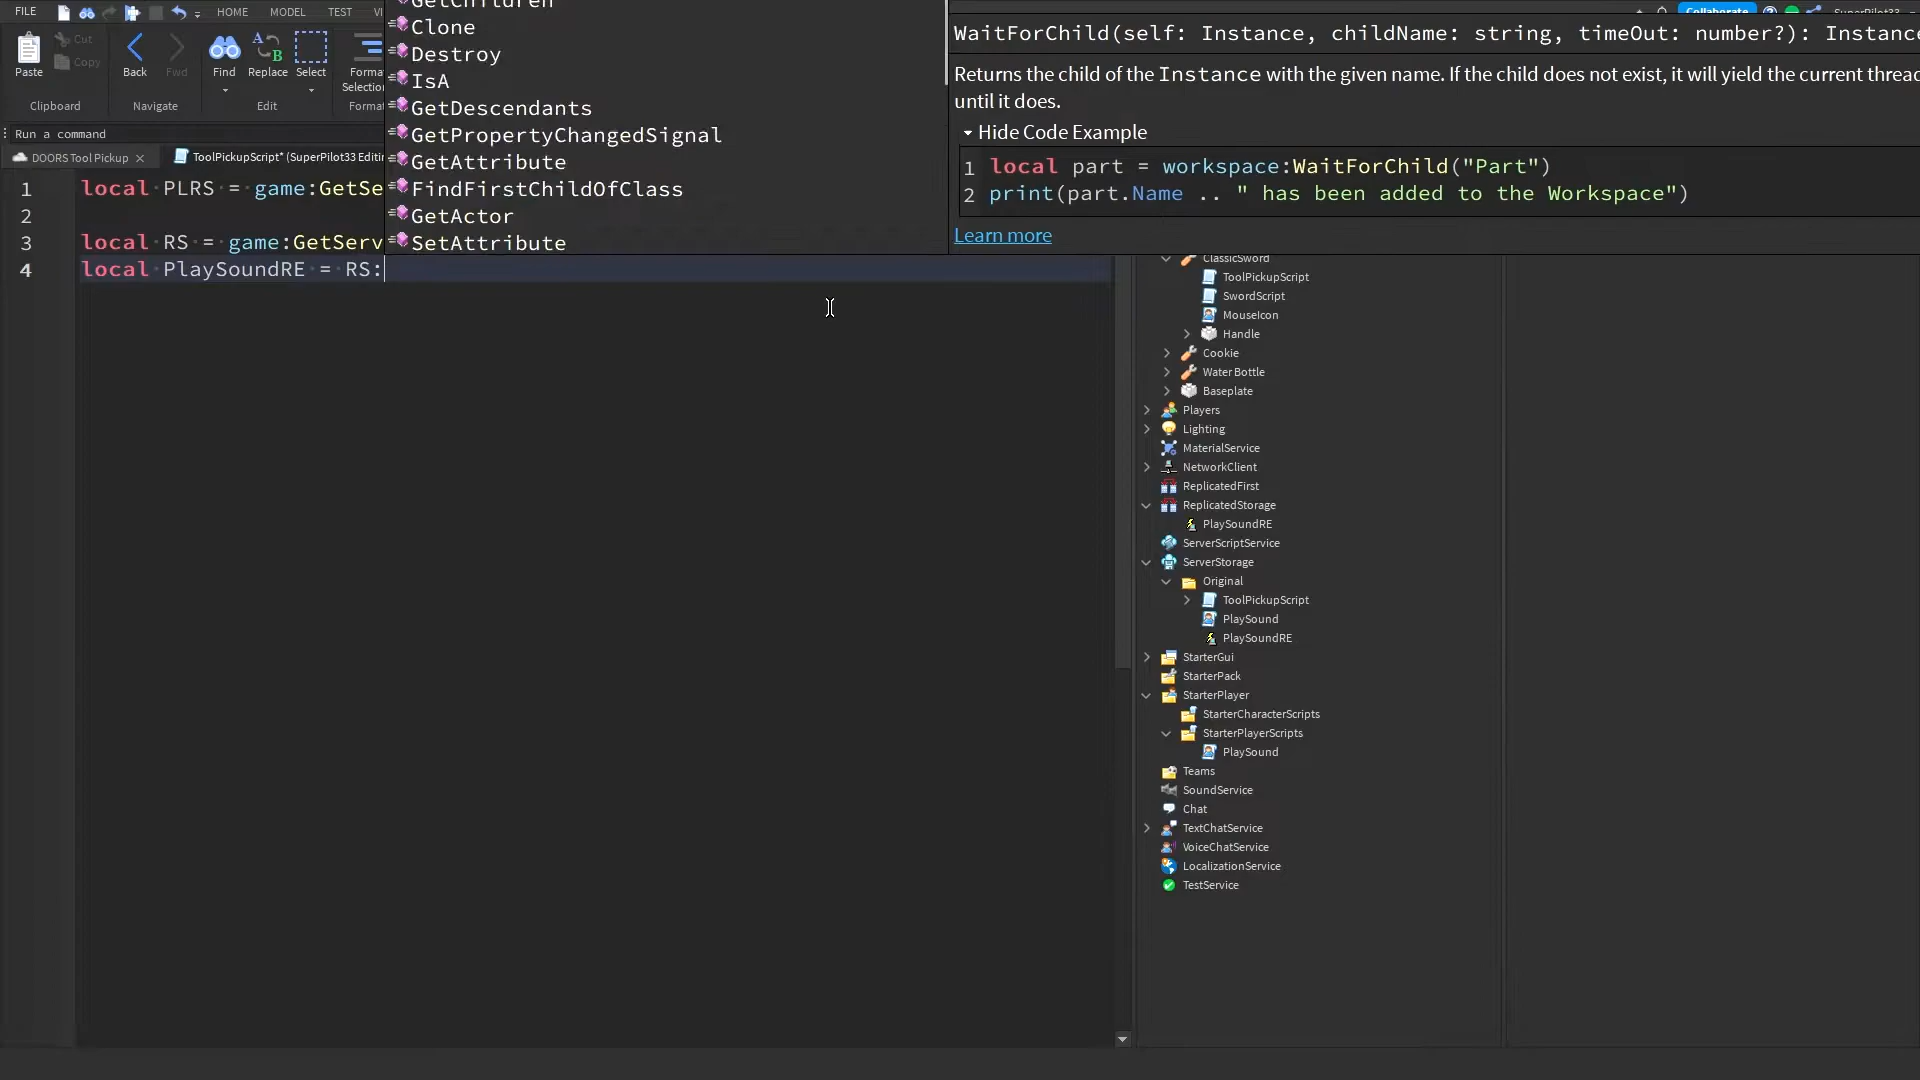 FILE
HOME
MODEL
TEST
Collaborate
SuperPilot33
Paste
Cut
Copy
Back
Fwd
Find
Replace
Select
Clipboard
Navigate
Edit
Run a command
DOORS Tool Pickup
GetChildren
Clone
Destroy
IsA
GetDescendants
GetPropertyChangedSignal
GetAttribute
FindFirstChildOfClass
GetActor
SetAttribute
WaitForChild(self: Instance, childName: string, timeOut: number?): Instance
Returns the child of the Instance with the given name. If the child does not exist, it will yield the current thread
until it does.
Hide Code Example
1 local part = workspace:WaitForChild("Part")
2 print(part.Name .. " has been added to the Workspace")
Learn more
1 local PLRS = game:GetSe
2
3 local RS = game:GetServ
4 local PlaySoundRE = RS:
ClassicSword
ToolPickupScript
SwordScript
MouseIcon
Handle
Cookie
Water Bottle
Baseplate
Players
Lighting
MaterialService
NetworkClient
ReplicatedFirst
ReplicatedStorage
PlaySoundRE
ServerScriptService
ServerStorage
Original
ToolPickupScript
PlaySound
PlaySoundRE
StarterGui
StarterPack
StarterPlayer
StarterCharacterScripts
StarterPlayerScripts
PlaySound
Teams
SoundService
Chat
TextChatService
VoiceChatService
LocalizationService
TestService